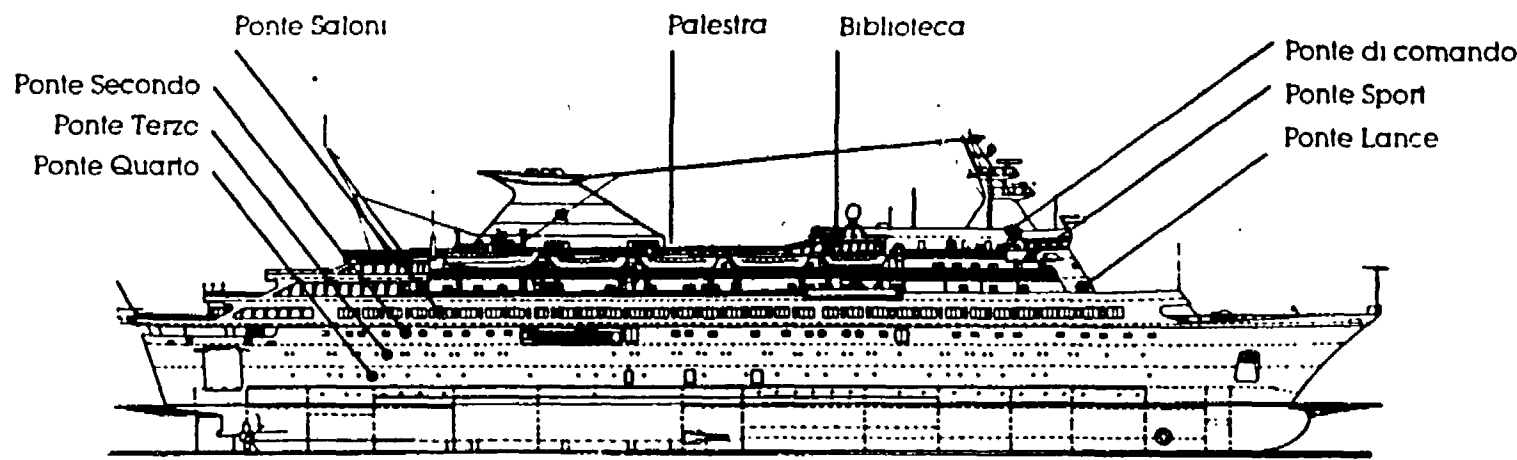 Ponte Saloni
Palestra
Biblioteca
Ponte di comando
Ponte Secondo
Ponte Sport
Ponte Terzo
Ponte Lance
Ponte Quarto